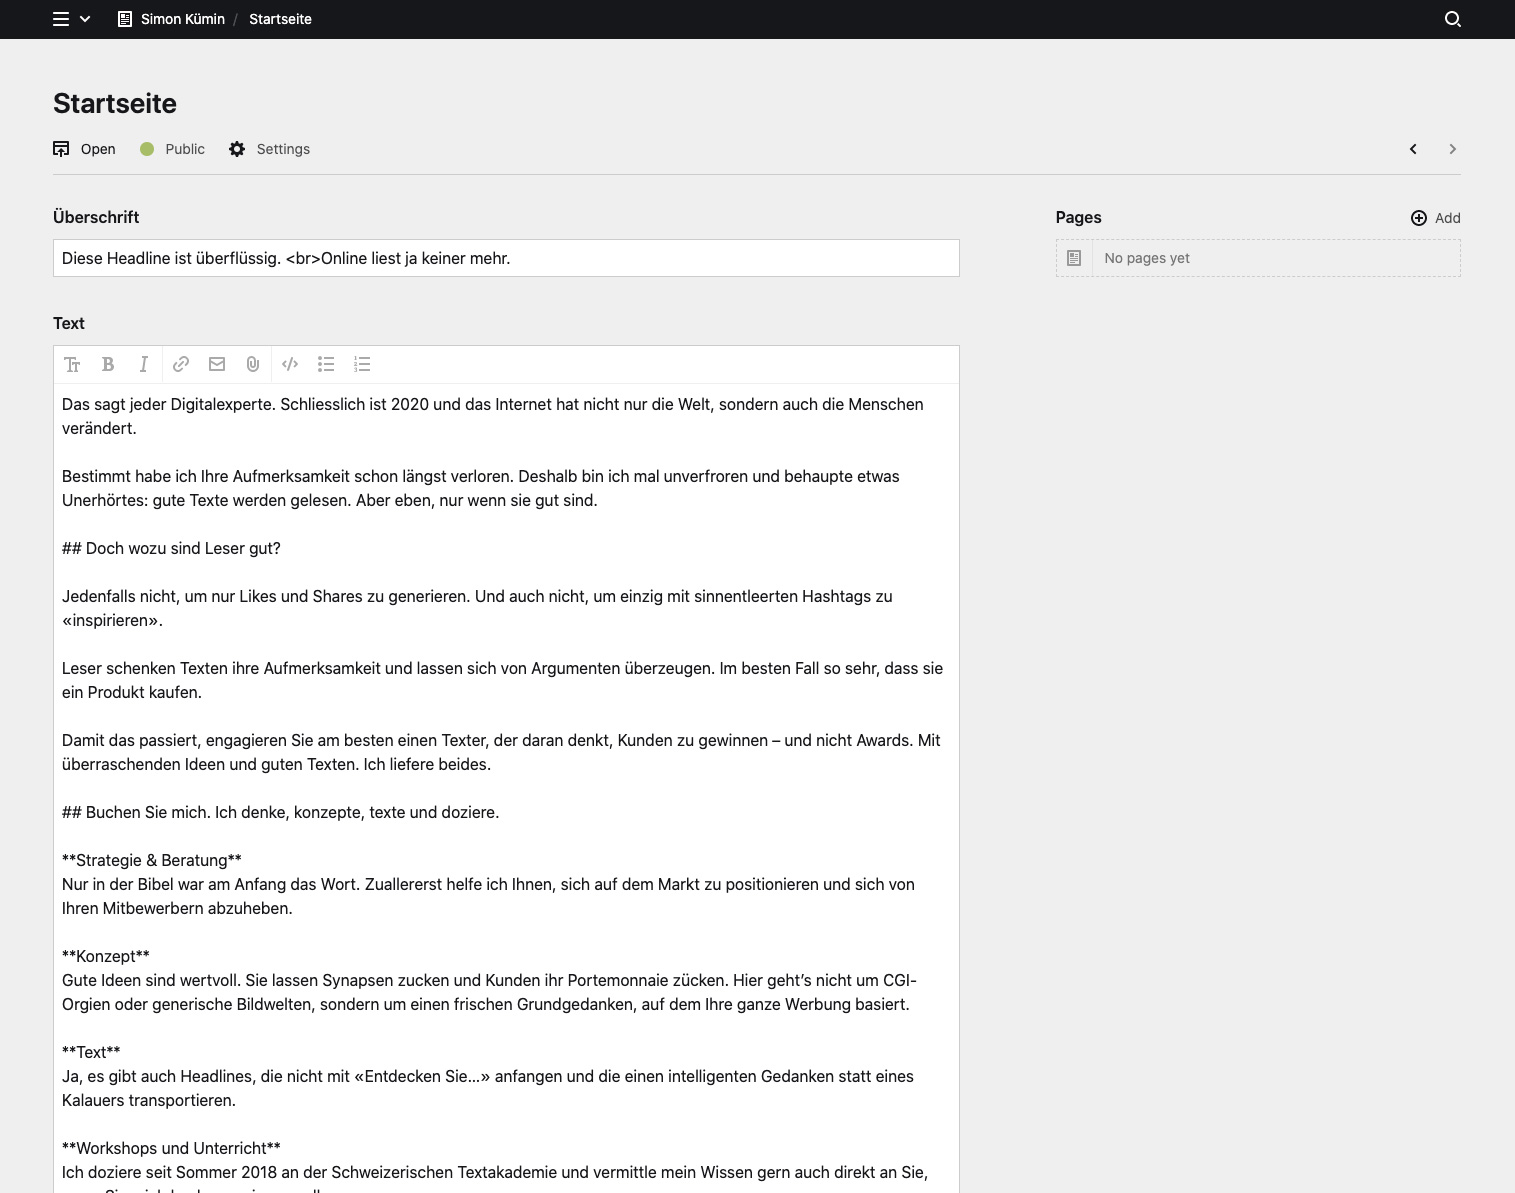 Simon Kümin / Startseite
Startseite
Open Public Settings
Überschrift
Diese Headline ist überflüssig. <br>Online liest ja keiner mehr.
Pages
Add
No pages yet
Text
Das sagt jeder Digitalexperte. Schliesslich ist 2020 und das Internet hat nicht nur die Welt, sondern auch die Menschen
verändert.
Bestimmt habe ich Ihre Aufmerksamkeit schon längst verloren. Deshalb bin ich mal unverfroren und behaupte etwas
Unerhörtes: gute Texte werden gelesen. Aber eben, nur wenn sie gut sind.
## Doch wozu sind Leser gut?
Jedenfalls nicht, um nur Likes und Shares zu generieren. Und auch nicht, um einzig mit sinnentleerten Hashtags zu
«inspirieren».
Leser schenken Texten ihre Aufmerksamkeit und lassen sich von Argumenten überzeugen. Im besten Fall so sehr, dass sie
ein Produkt kaufen.
Damit das passiert, engagieren Sie am besten einen Texter, der daran denkt, Kunden zu gewinnen – und nicht Awards. Mit
überraschenden Ideen und guten Texten. Ich liefere beides.
## Buchen Sie mich. Ich denke, konzepte, texte und doziere.
**Strategie & Beratung**
Nur in der Bibel war am Anfang das Wort. Zuallererst helfe ich Ihnen, sich auf dem Markt zu positionieren und sich von
Ihren Mitbewerbern abzuheben.
**Konzept**
Gute Ideen sind wertvoll. Sie lassen Synapsen zucken und Kunden ihr Portemonnaie zücken. Hier geht’s nicht um CGI-
Orgien oder generische Bildwelten, sondern um einen frischen Grundgedanken, auf dem Ihre ganze Werbung basiert.
**Text**
Ja, es gibt auch Headlines, die nicht mit «Entdecken Sie…» anfangen und die einen intelligenten Gedanken statt eines
Kalauers transportieren.
**Workshops und Unterricht**
Ich doziere seit Sommer 2018 an der Schweizerischen Textakademie und vermittle mein Wissen gern auch direkt an Sie,